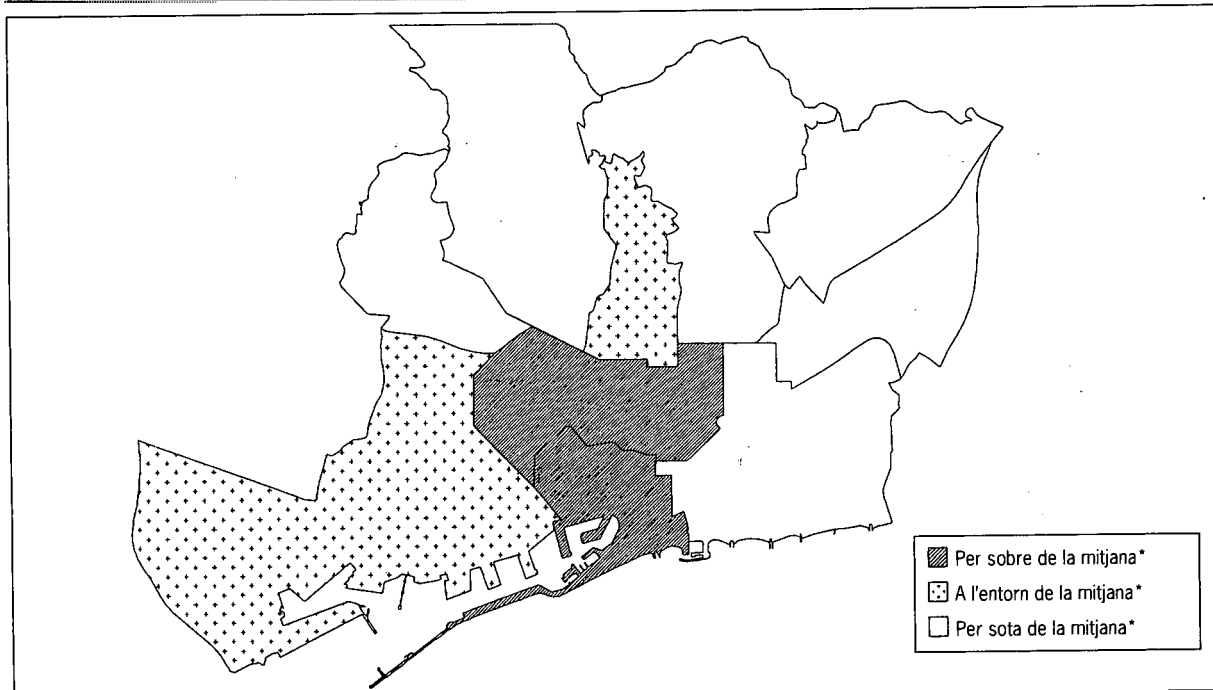 Per sobre de la mitjana*
A l'entorn de la mitjana*
Per sota de la mitjana*